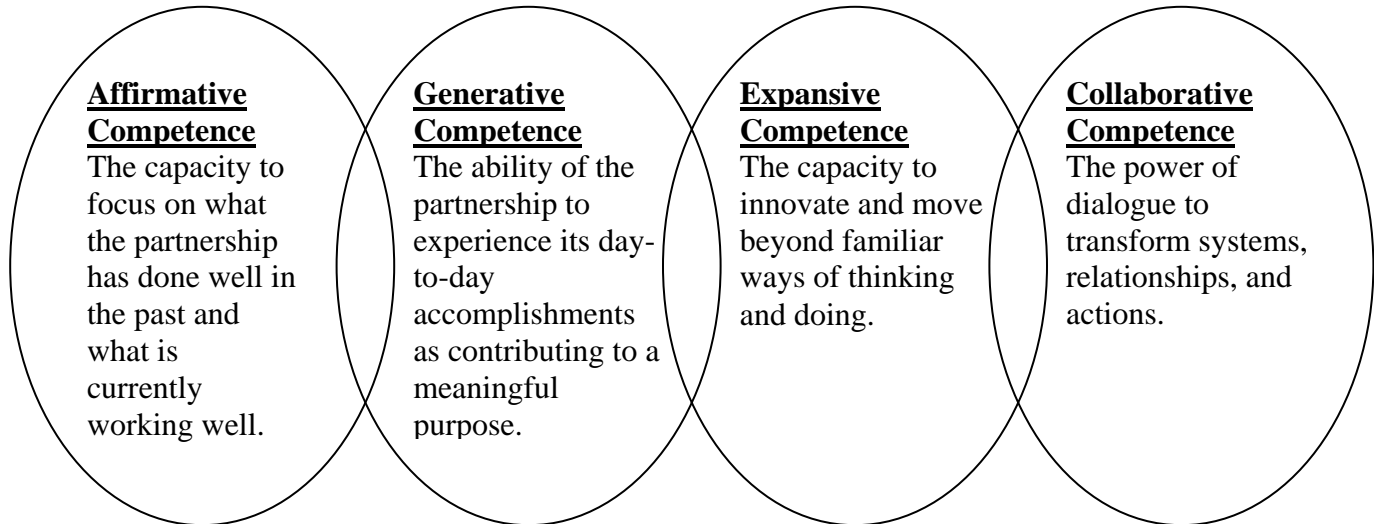 Affirmative
Competence
The capacity to
focus on what
the partnership
has done well in
the past and
what is
currently
working well.
Generative
Competence
The ability of the
partnership to
experience its day-
to-day
accomplishments
as contributing to a
meaningful
purpose.
Expansive
Competence
The capacity to
innovate and move
beyond familiar
ways of thinking
and doing.
Collaborative
Competence
The power of
dialogue to
transform systems,
relationships, and
actions.